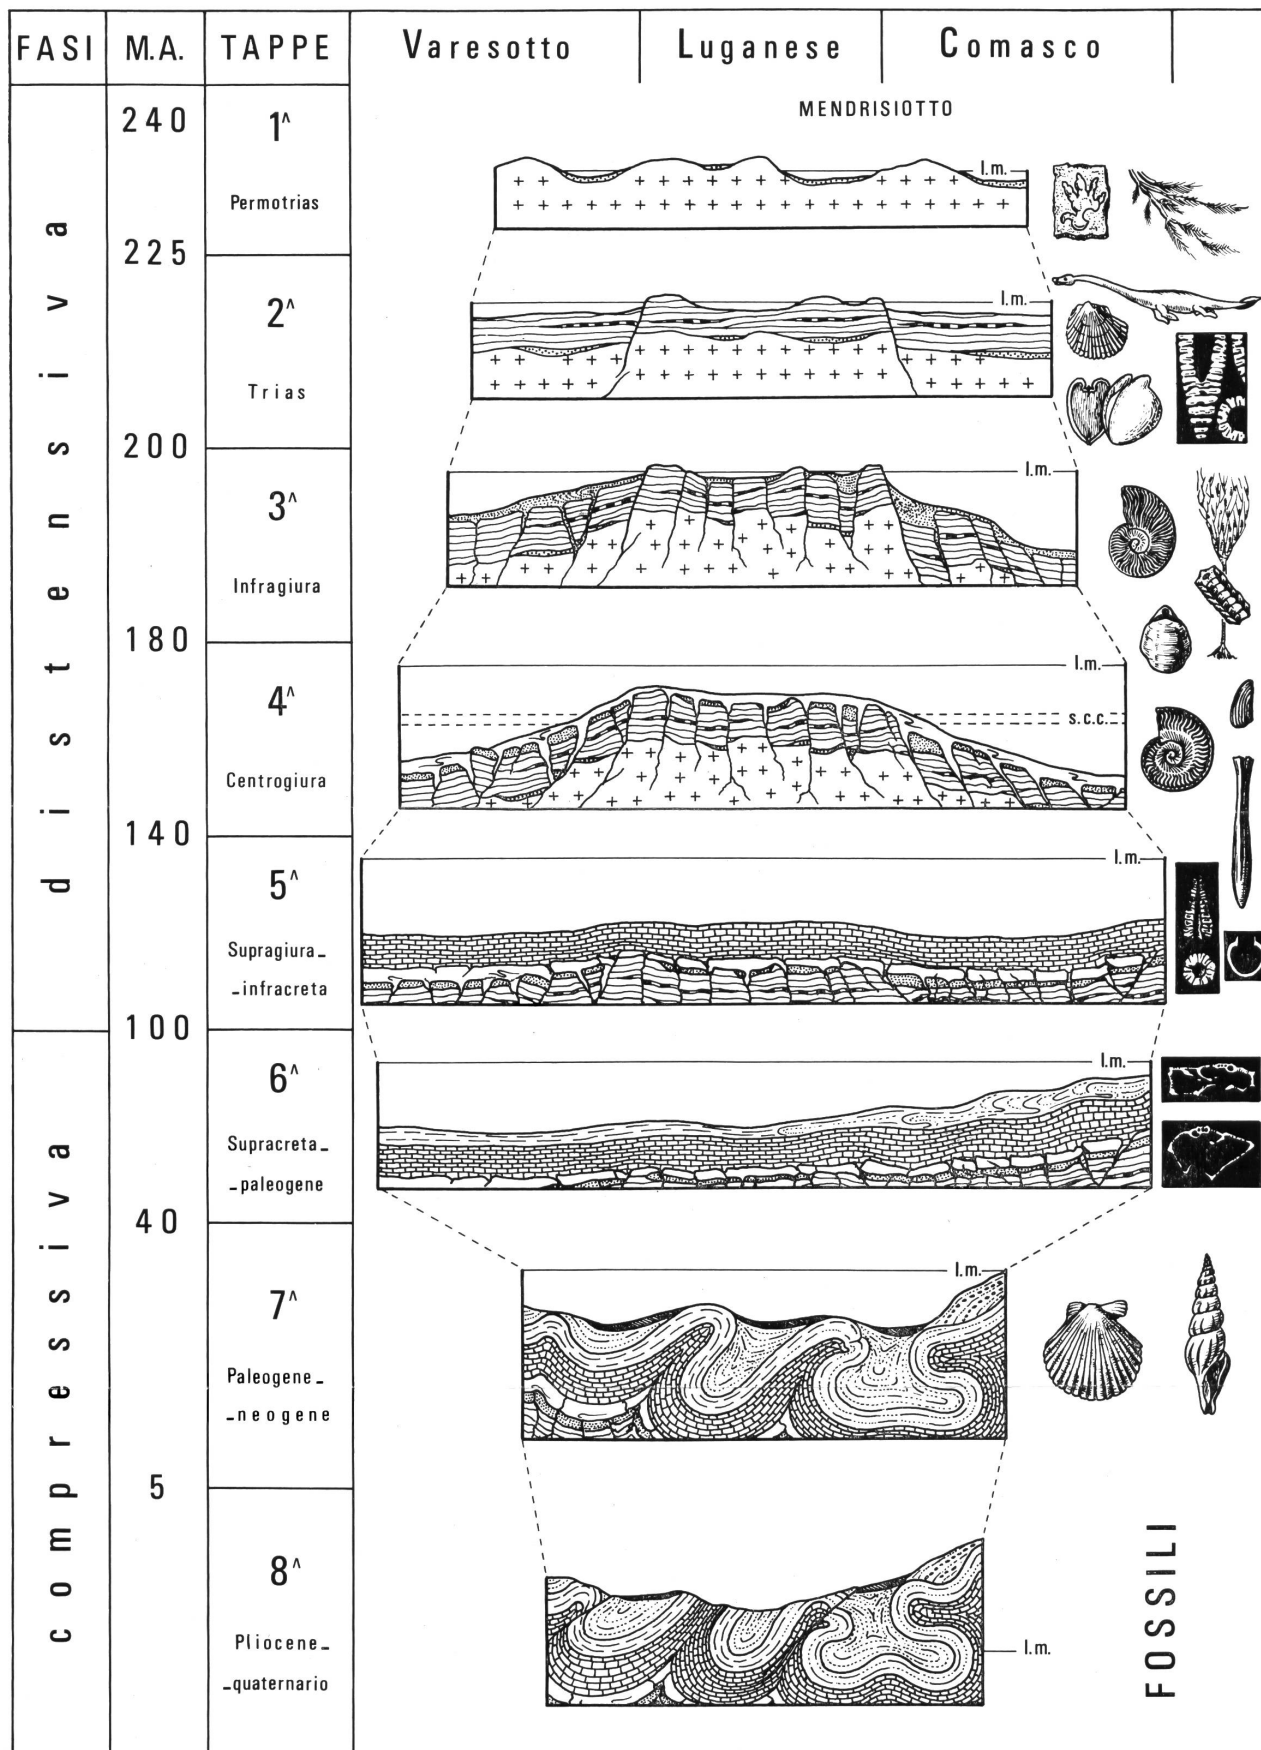 FASI M.A. TAPPE Varesotto Luganese Comasco
MENDRISIOTTO
distensiva
compressiva
240
1^
Permotrias
l.m.
225
2^
Trias
l.m.
200
3^
Infragiura
l.m.
180
4^
Centrogiura
l.m.
s.c.c.
140
5^
Supragiura_
_infracreta
l.m.
100
6^
Supracreta_
_paleogene
l.m.
40
7^
Paleogene_
_neogene
l.m.
5
8^
Pliocene_
_quaternario
l.m.
FOSSILI